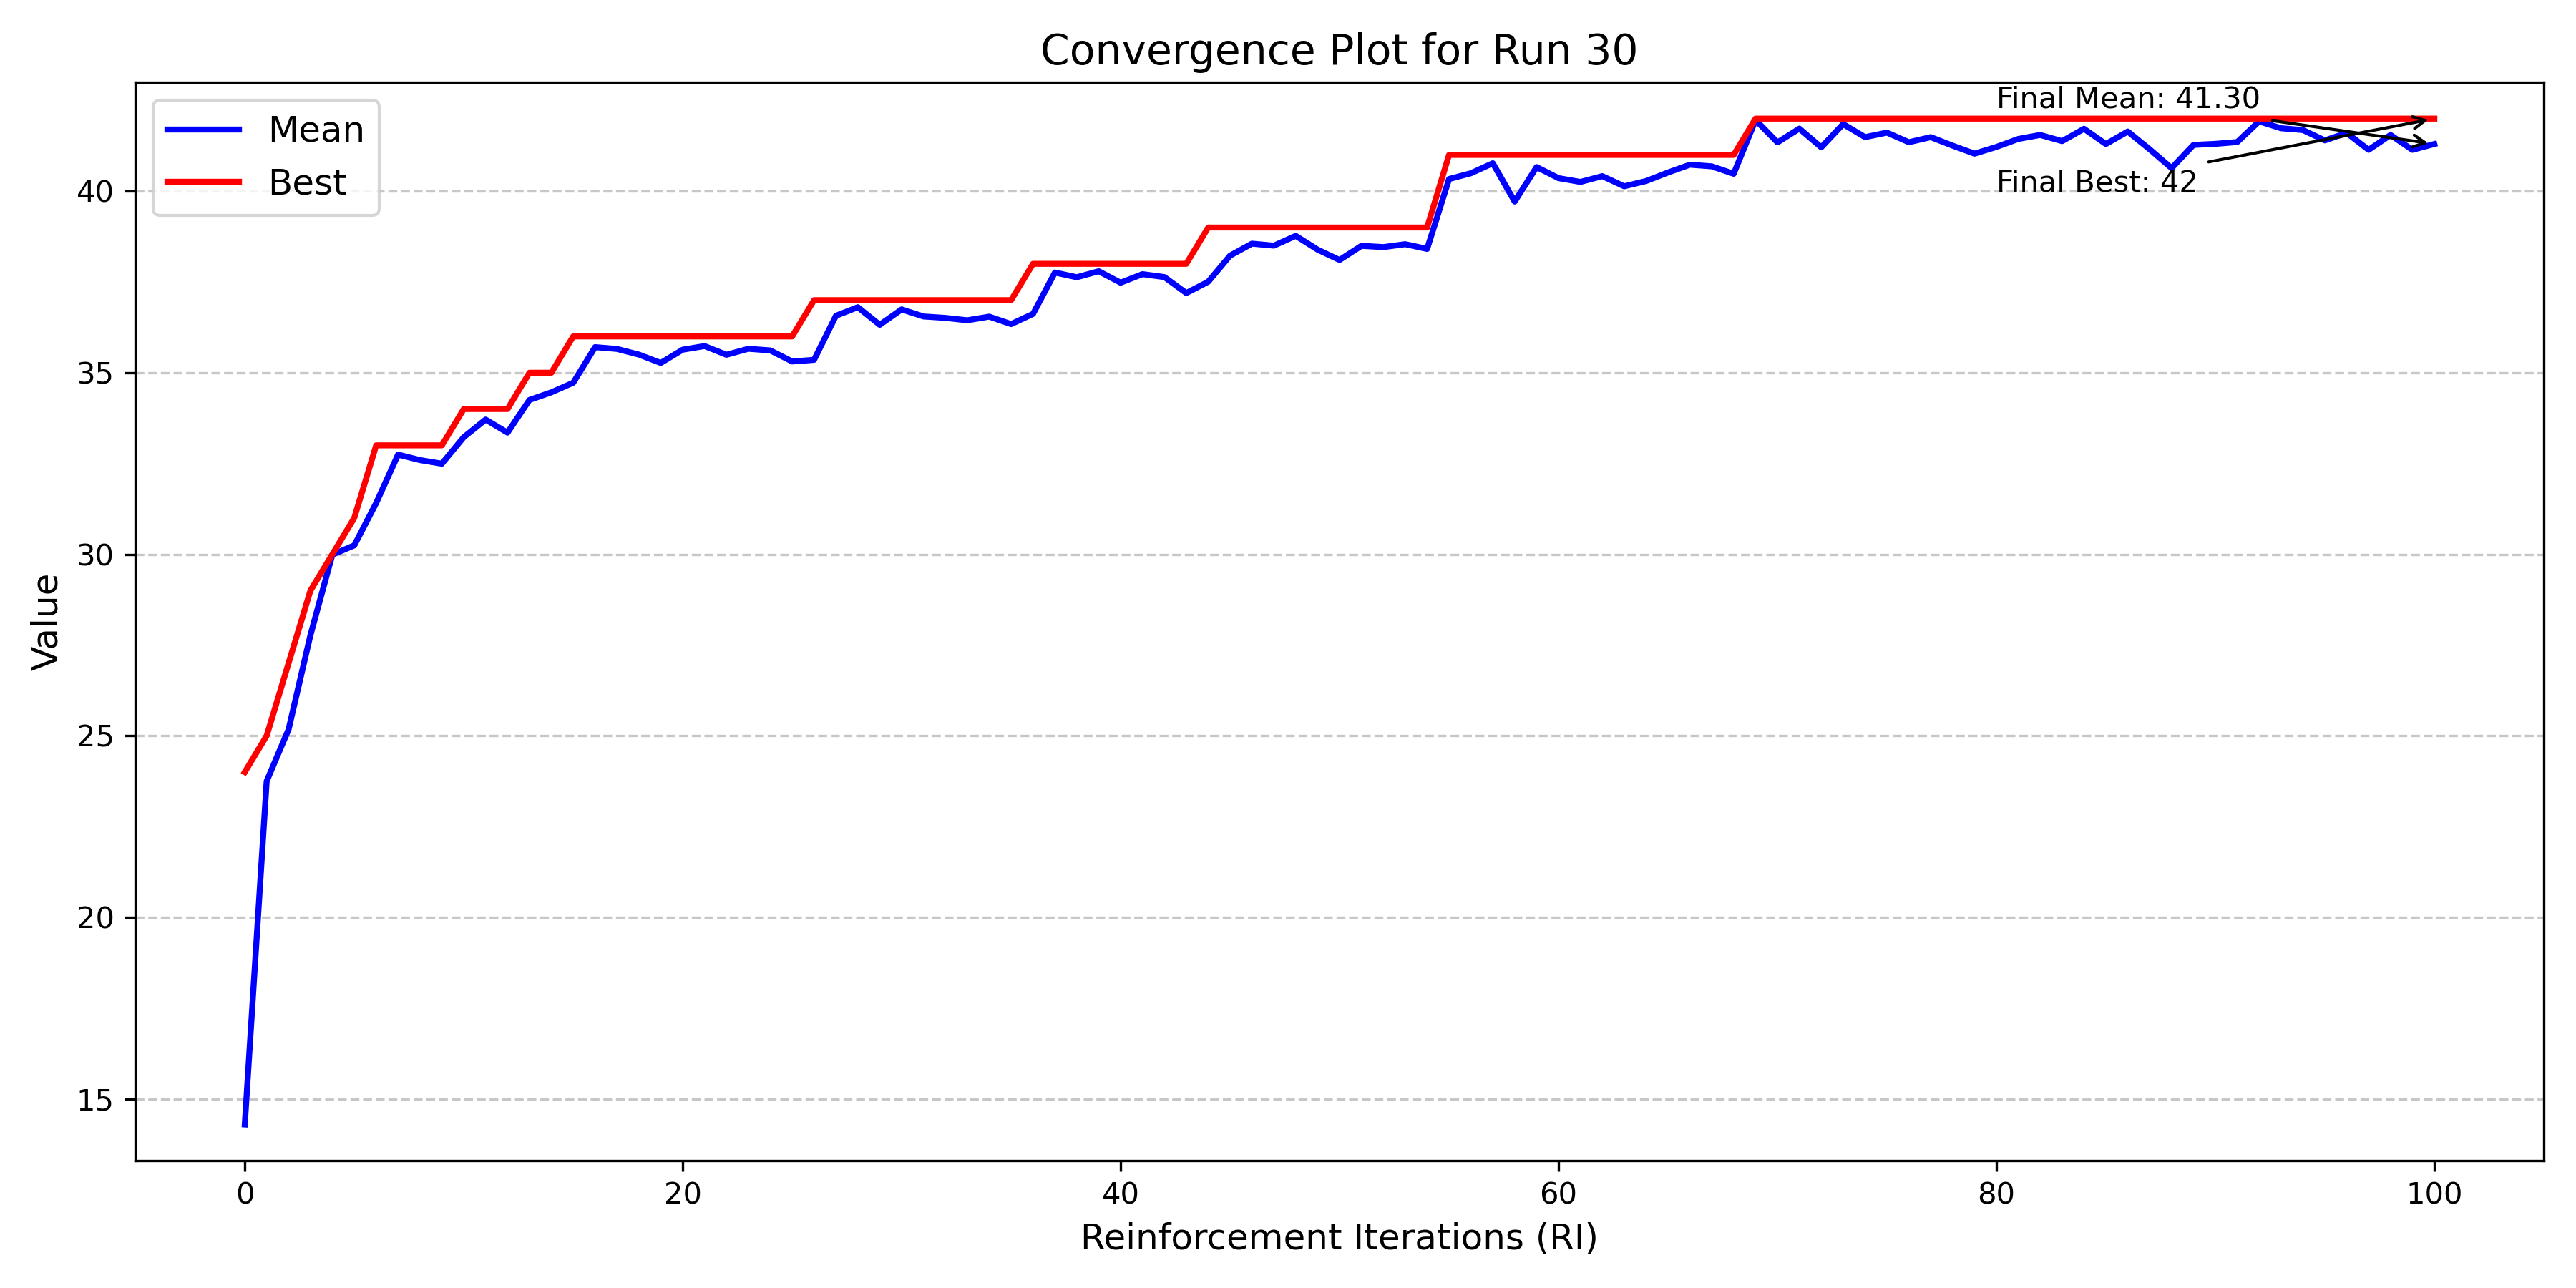 Convergence Plot for Run 30
Mean
Best
Final Mean: 41.30
Final Best: 42
Value
40
35
30
25
20
15
0 20 40 60 80 100
Reinforcement Iterations (RI)